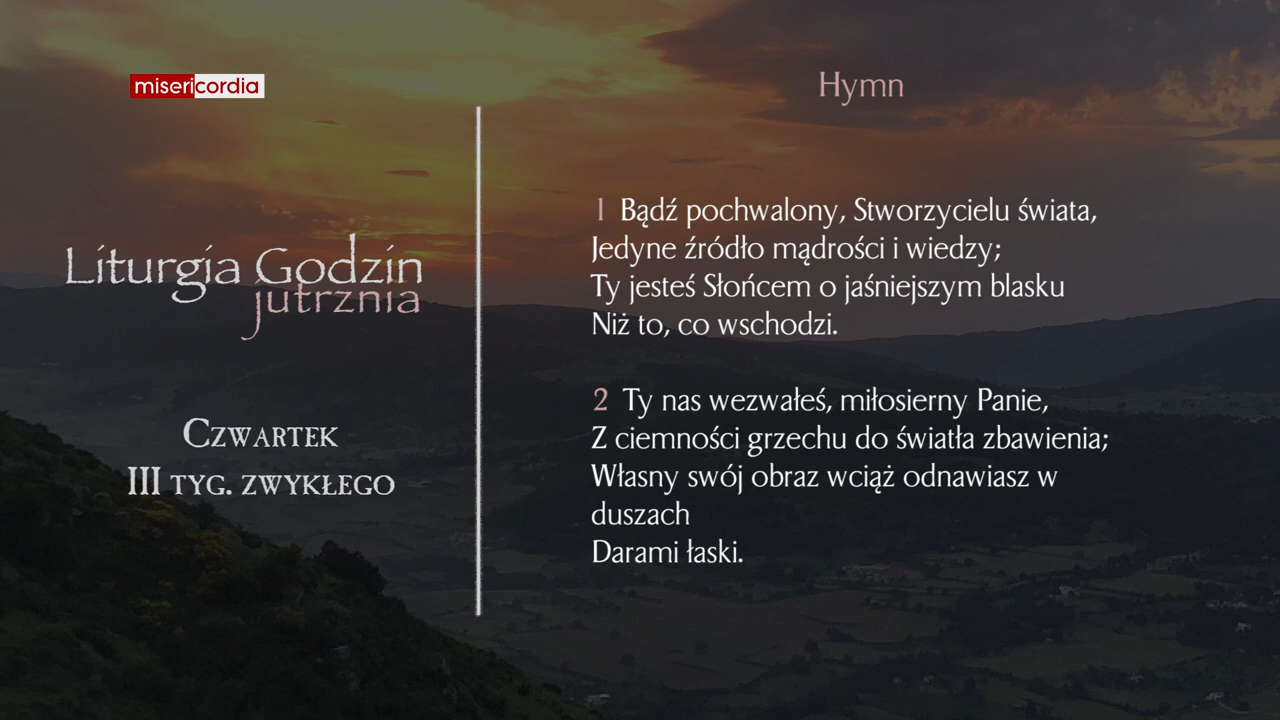 misericordia
Liturgia Godzin
jutrznia
Czwartek
III tyg. zwykłego
Hymn
1 Bądź pochwalony, Stworzycielu świata,
Jedyne źródło mądrości i wiedzy;
Ty jesteś Słońcem o jaśniejszym blasku
Niż to, co wschodzi.
2 Ty nas wezwałeś, miłosierny Panie,
Z ciemności grzechu do światła zbawienia;
Własny swój obraz wciąż odnawiasz w
duszach
Darami łaski.